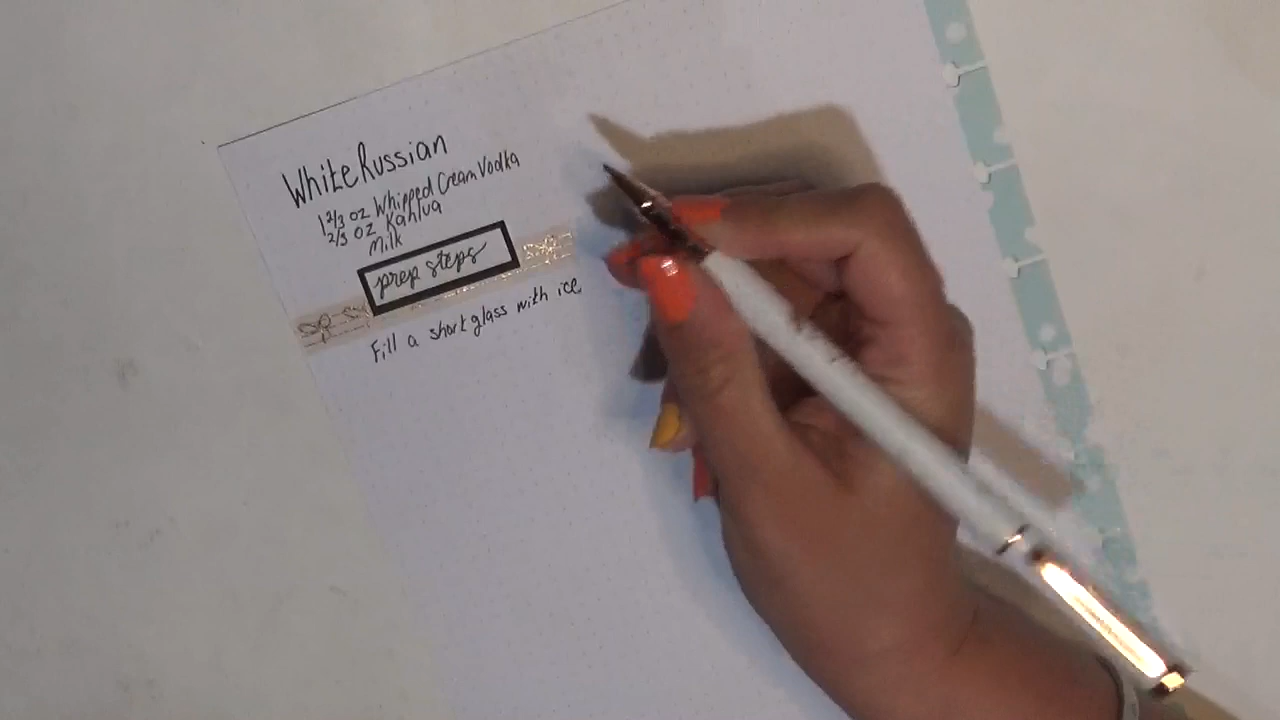 White Russian
1 2/3 oz Whipped Cream Vodka
2/3 oz Kahlua
Milk
prep steps
Fill a short glass with ice